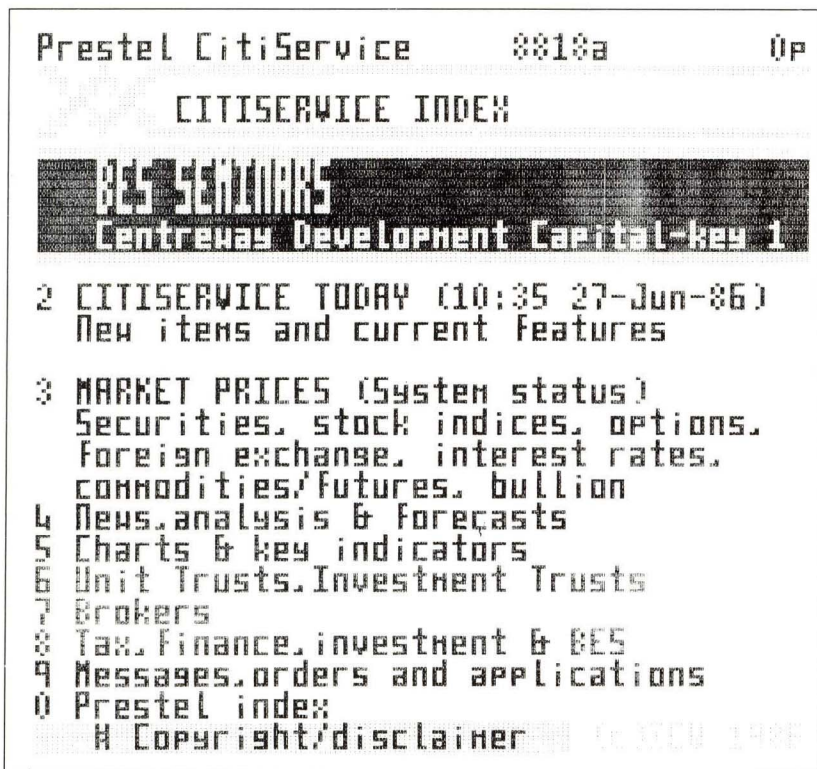 Prestel CitiService 8818a 0p
CITISERVICE INDEX
BES SEMINARS
Centreway Development Capital-key 1
2 CITISERVICE TODAY (10:35 27-Jun-86)
New items and current features
3 MARKET PRICES (System status)
Securities, stock indices, options,
foreign exchange, interest rates,
commodities/futures, bullion
4 News,analysis & forecasts
5 Charts & key indicators
6 Unit Trusts,Investment Trusts
7 Brokers
8 Tax,finance,investment & BES
9 Messages,orders and applications
0 Prestel index
* Copyright/disclaimer